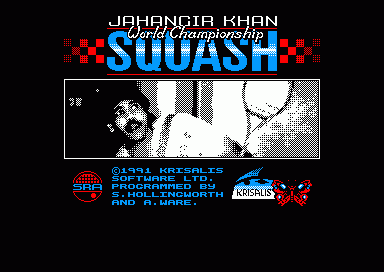 JAHANGIR KHAN
World Championship
SQUASH
©1991 KRISALIS
SOFTWARE LTD.
PROGRAMMED BY
S.HOLLINGWORTH
AND A.WARE.
SRA
KRISALIS